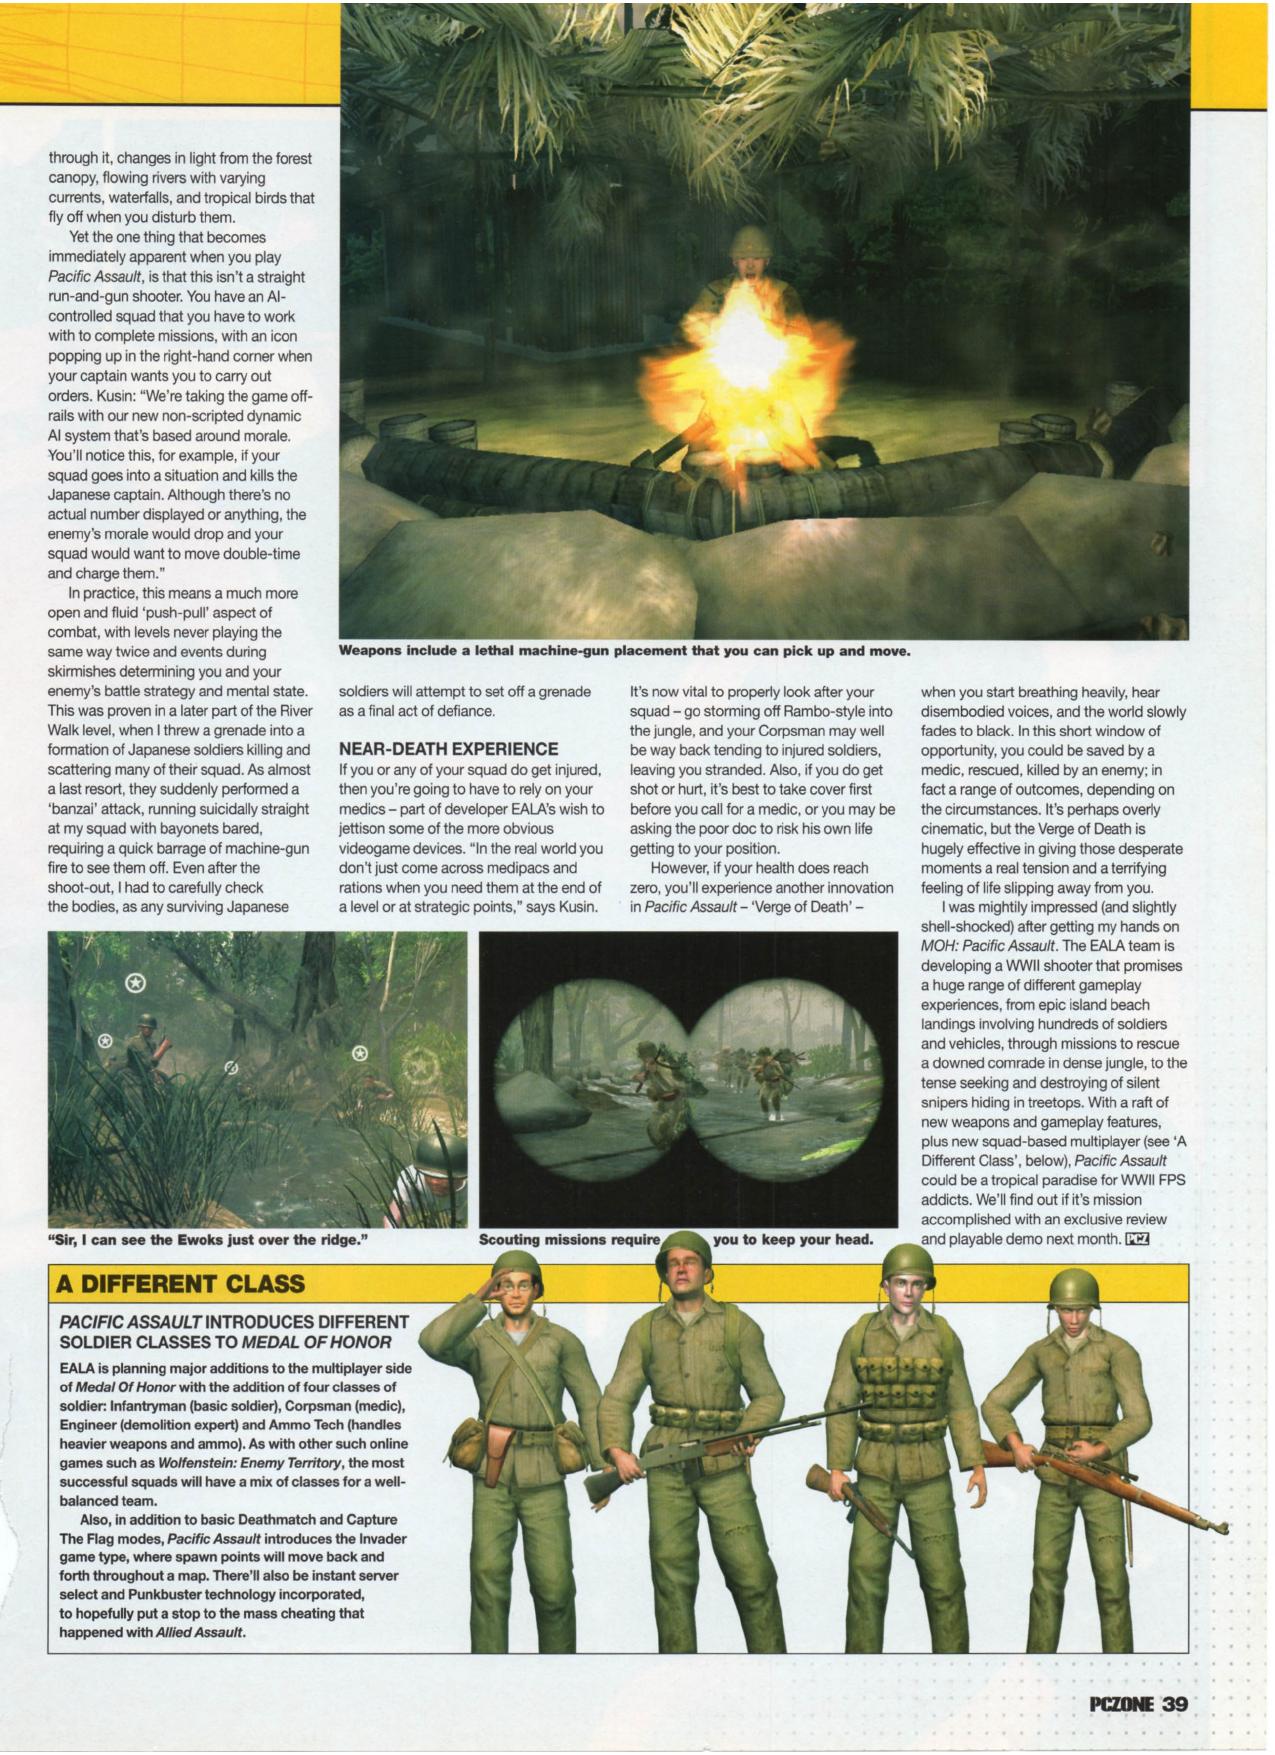 through it, changes in light from the forest
canopy, flowing rivers with varying
currents, waterfalls, and tropical birds that
fly off when you disturb them.
Yet the one thing that becomes
immediately apparent when you play
Pacific Assault, is that this isn't a straight
run-and-gun shooter. You have an AI-
controlled squad that you have to work
with to complete missions, with an icon
popping up in the right-hand corner when
your captain wants you to carry out
orders. Kusin: “We're taking the game off-
rails with our new non-scripted dynamic
AI system that's based around morale.
You'll notice this, for example, if your
squad goes into a situation and kills the
Japanese captain. Although there's no
actual number displayed or anything, the
enemy's morale would drop and your
squad would want to move double-time
and charge them.”
In practice, this means a much more
open and fluid ‘push-pull’ aspect of
combat, with levels never playing the
same way twice and events during
skirmishes determining you and your
enemy's battle strategy and mental state.
This was proven in a later part of the River
Walk level, when I threw a grenade into a
formation of Japanese soldiers killing and
scattering many of their squad. As almost
a last resort, they suddenly performed a
‘banzai’ attack, running suicidally straight
at my squad with bayonets bared,
requiring a quick barrage of machine-gun
fire to see them off. Even after the
shoot-out, I had to carefully check
the bodies, as any surviving Japanese
Weapons include a lethal machine-gun placement that you can pick up and move.
soldiers will attempt to set off a grenade
as a final act of defiance.
NEAR-DEATH EXPERIENCE
If you or any of your squad do get injured,
then you're going to have to rely on your
medics – part of developer EALA's wish to
jettison some of the more obvious
videogame devices. “In the real world you
don't just come across medipacs and
rations when you need them at the end of
a level or at strategic points,” says Kusin.
It's now vital to properly look after your
squad – go storming off Rambo-style into
the jungle, and your Corpsman may well
be way back tending to injured soldiers,
leaving you stranded. Also, if you do get
shot or hurt, it's best to take cover first
before you call for a medic, or you may be
asking the poor doc to risk his own life
getting to your position.
However, if your health does reach
zero, you'll experience another innovation
in Pacific Assault – ‘Verge of Death’ –
when you start breathing heavily, hear
disembodied voices, and the world slowly
fades to black. In this short window of
opportunity, you could be saved by a
medic, rescued, killed by an enemy; in
fact a range of outcomes, depending on
the circumstances. It's perhaps overly
cinematic, but the Verge of Death is
hugely effective in giving those desperate
moments a real tension and a terrifying
feeling of life slipping away from you.
I was mightily impressed (and slightly
shell-shocked) after getting my hands on
MOH: Pacific Assault. The EALA team is
developing a WWII shooter that promises
a huge range of different gameplay
experiences, from epic island beach
landings involving hundreds of soldiers
and vehicles, through missions to rescue
a downed comrade in dense jungle, to the
tense seeking and destroying of silent
snipers hiding in treetops. With a raft of
new weapons and gameplay features,
plus new squad-based multiplayer (see ‘A
Different Class’, below), Pacific Assault
could be a tropical paradise for WWII FPS
addicts. We'll find out if it's mission
accomplished with an exclusive review
and playable demo next month. PCZ
“Sir, I can see the Ewoks just over the ridge.”
Scouting missions require you to keep your head.
A DIFFERENT CLASS
PACIFIC ASSAULT INTRODUCES DIFFERENT
SOLDIER CLASSES TO MEDAL OF HONOR
EALA is planning major additions to the multiplayer side
of Medal Of Honor with the addition of four classes of
soldier: Infantryman (basic soldier), Corpsman (medic),
Engineer (demolition expert) and Ammo Tech (handles
heavier weapons and ammo). As with other such online
games such as Wolfenstein: Enemy Territory, the most
successful squads will have a mix of classes for a well-
balanced team.
Also, in addition to basic Deathmatch and Capture
The Flag modes, Pacific Assault introduces the Invader
game type, where spawn points will move back and
forth throughout a map. There'll also be instant server
select and Punkbuster technology incorporated,
to hopefully put a stop to the mass cheating that
happened with Allied Assault.
PCZONE 39